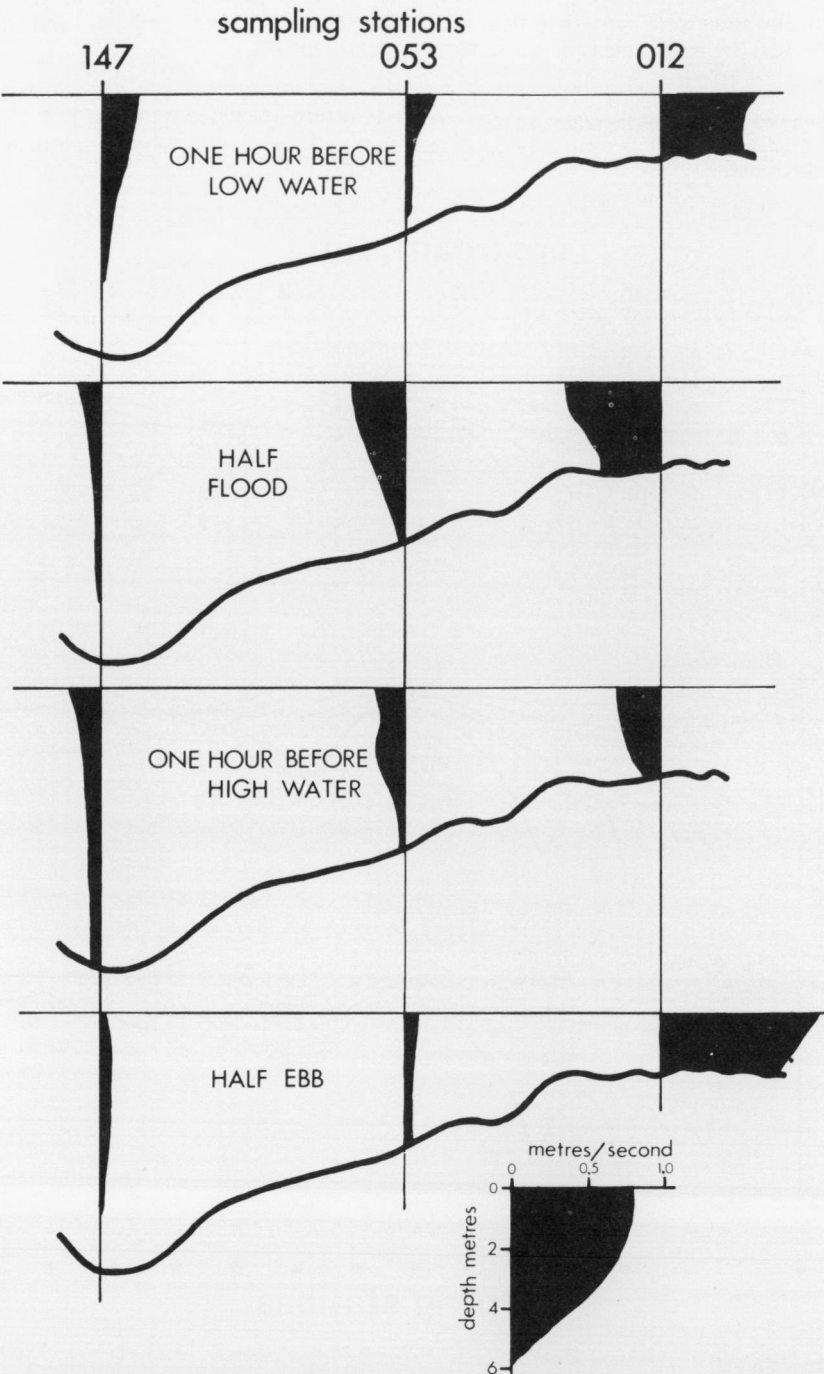 sampling stations
147 053 012
ONE HOUR BEFORE
LOW WATER
HALF
FLOOD
ONE HOUR BEFORE
HIGH WATER
HALF EBB
metres/second
0 0.5 1.0
depth metres
0
2
4
6